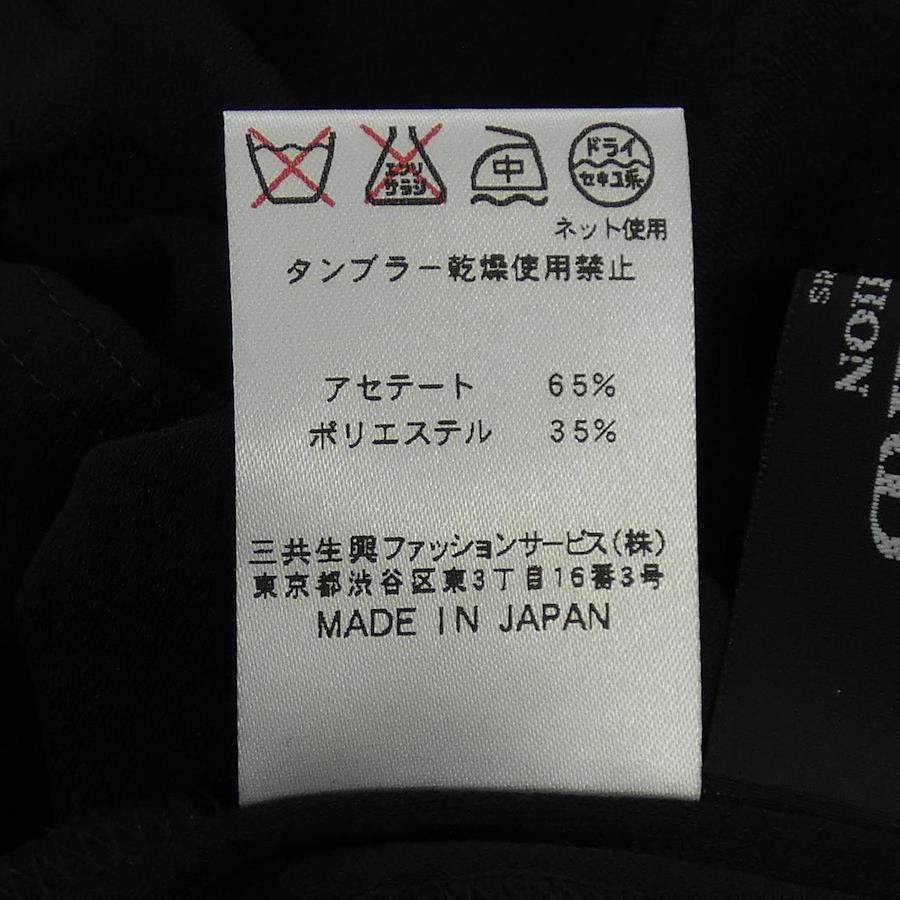 エンソ
サラシ
中
ドライ
セキユ系
ネット使用
タンブラー乾燥使用禁止
アセテート 65%
ポリエステル 35%
三共生興ファッションサービス(株)
東京都渋谷区東3丁目16番3号
MADE IN JAPAN